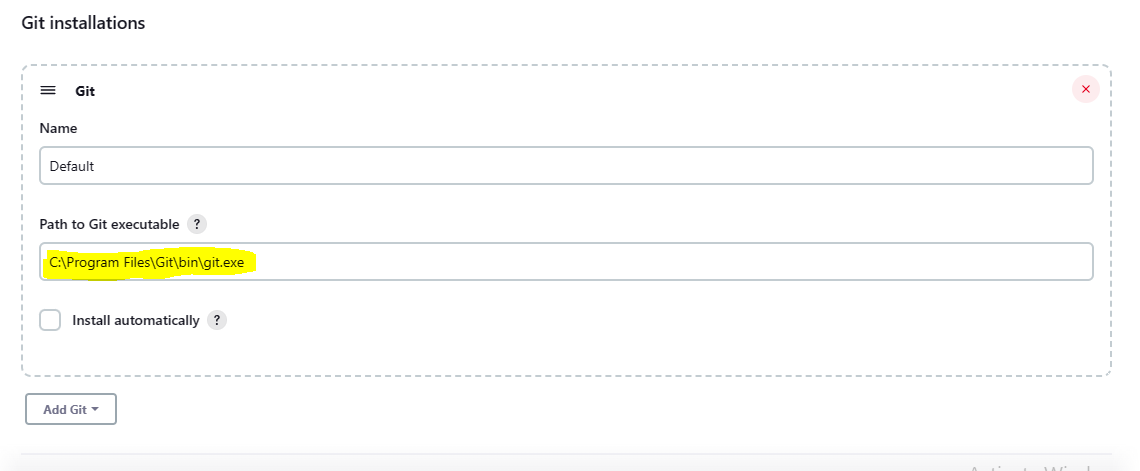 Git installations
Git
Name
Default
Path to Git executable ?
C:\Program Files\Git\bin\git.exe
Install automatically ?
Add Git